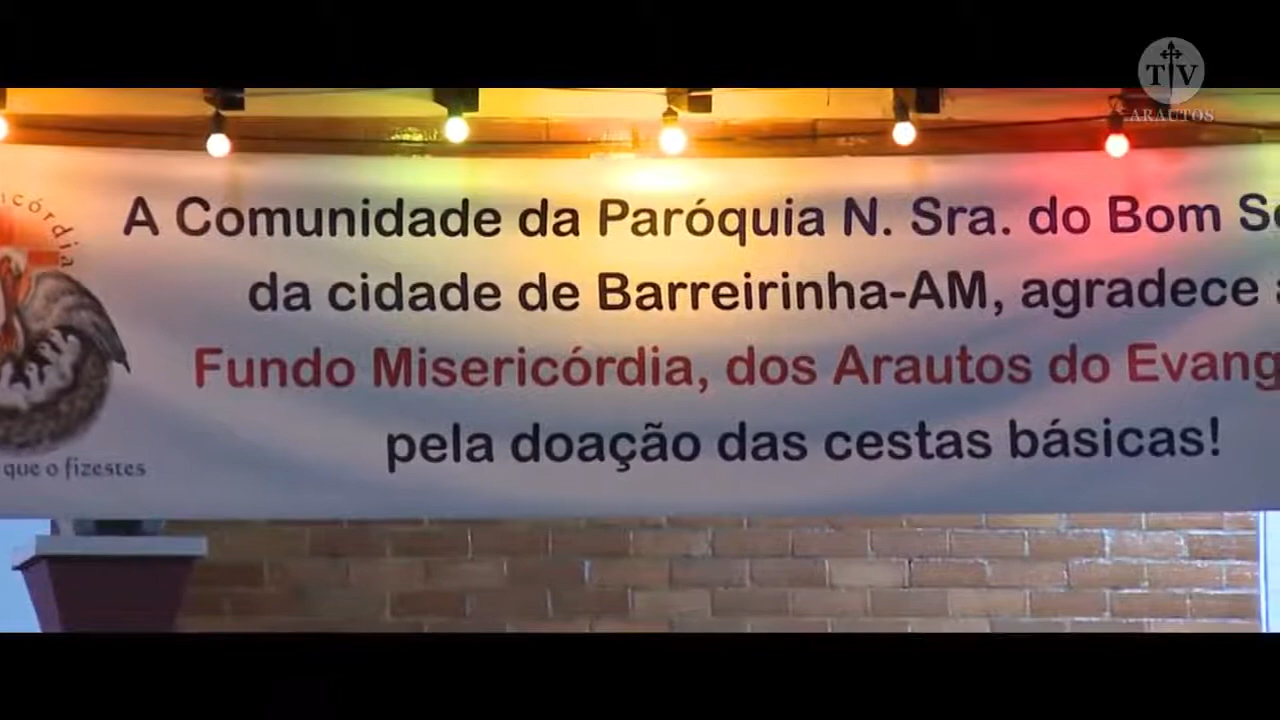 TV
ARAUTOS
A Comunidade da Paróquia N. Sra. do Bom
da cidade de Barreirinha-AM, agradece
Fundo Misericórdia, dos Arautos do
pela doação das cestas básicas!
que o fizestes